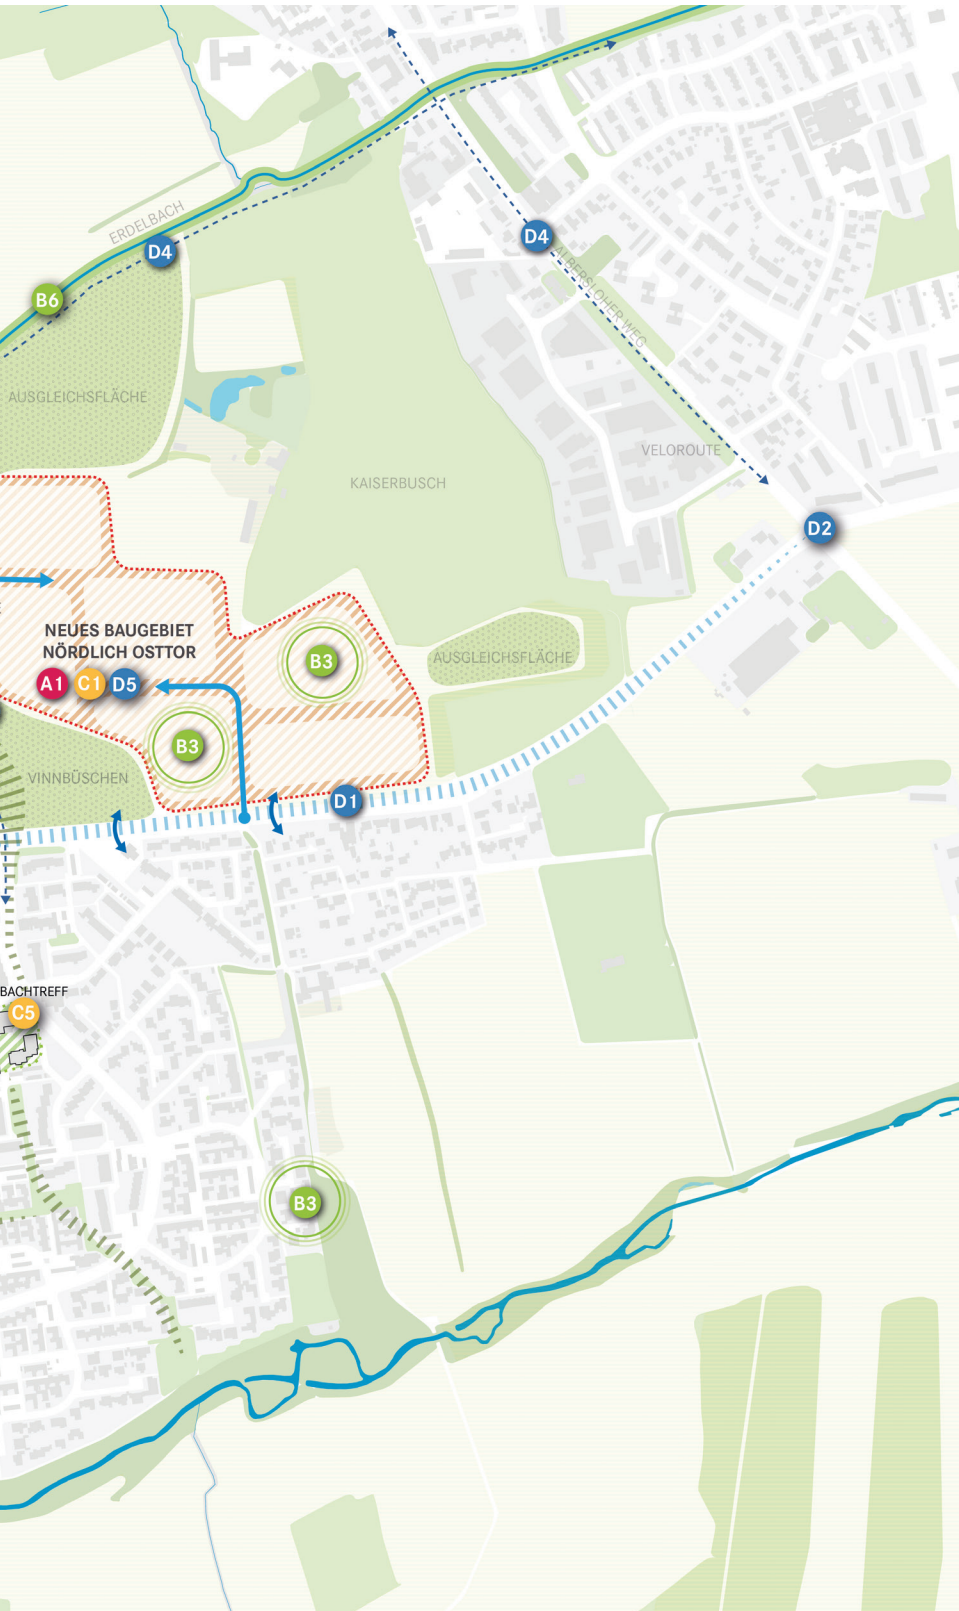 ERDELBACH
D4
D4
B6
ALBERSLOHER WEG
AUSGLEICHSFLÄCHE
VELOROUTE
KAISERBUSCH
D2
E
NEUES BAUGEBIET
NÖRDLICH OSTTOR
B3
AUSGLEICHSFLÄCHE
A1 C1 D5
B3
VINNBÜSCHEN
D1
BACHTREFF
C5
B3